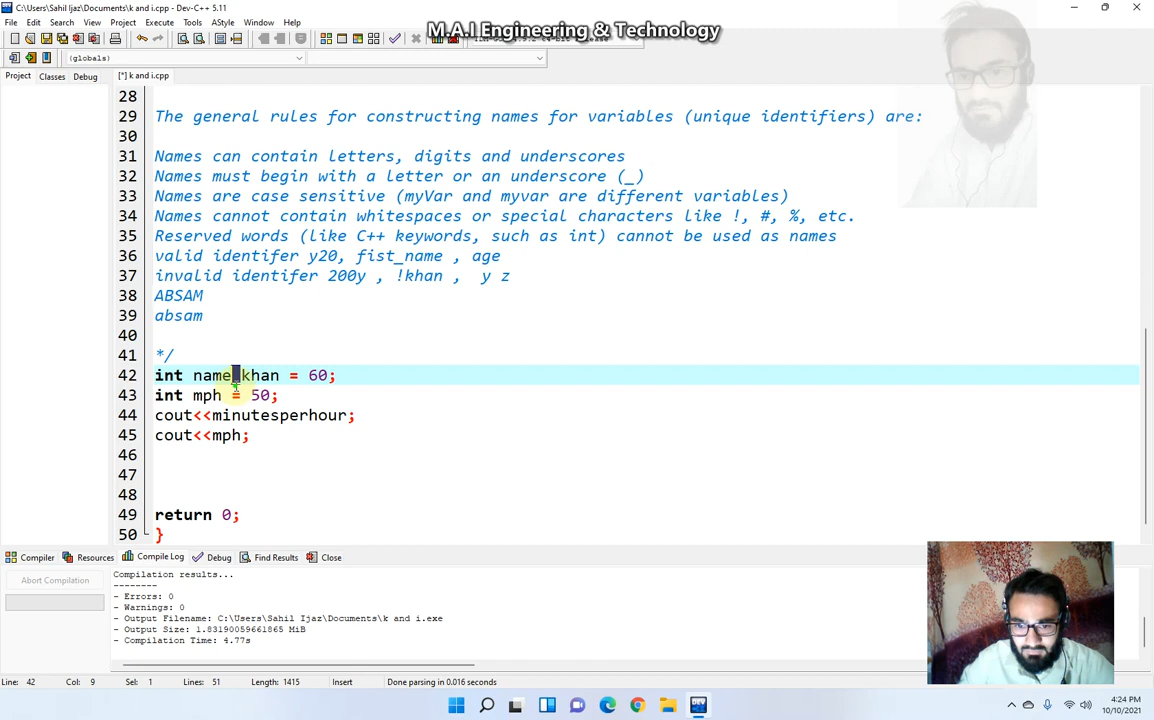 C:\Users\Sahil Ijaz\Documents\k and i.cpp - Dev-C++ 5.11
File Edit Search View Project Execute Tools AStyle Window Help
M.A.I Engineering & Technology
(globals)
Project Classes Debug [*] k and i.cpp
28
29 The general rules for constructing names for variables (unique identifiers) are:
30
31 Names can contain letters, digits and underscores
32 Names must begin with a letter or an underscore (_)
33 Names are case sensitive (myVar and myvar are different variables)
34 Names cannot contain whitespaces or special characters like !, #, %, etc.
35 Reserved words (like C++ keywords, such as int) cannot be used as names
36 valid identifer y20, fist_name , age
37 invalid identifer 200y , !khan , y z
38 ABSAM
39 absam
40
41 */
42 int name khan = 60;
43 int mph = 50;
44 cout<<minutesperhour;
45 cout<<mph;
46
47
48
49 return 0;
50 }
Compiler Resources Compile Log Debug Find Results Close
Abort Compilation
Compilation results...
--------
- Errors: 0
- Warnings: 0
- Output Filename: C:\Users\Sahil Ijaz\Documents\k and i.exe
- Output Size: 1.83190059661865 MiB
- Compilation Time: 4.77s
Line: 42 Col: 9 Sel: 1 Lines: 51 Length: 1415 Insert Done parsing in 0.016 seconds
4:24 PM
10/10/2021